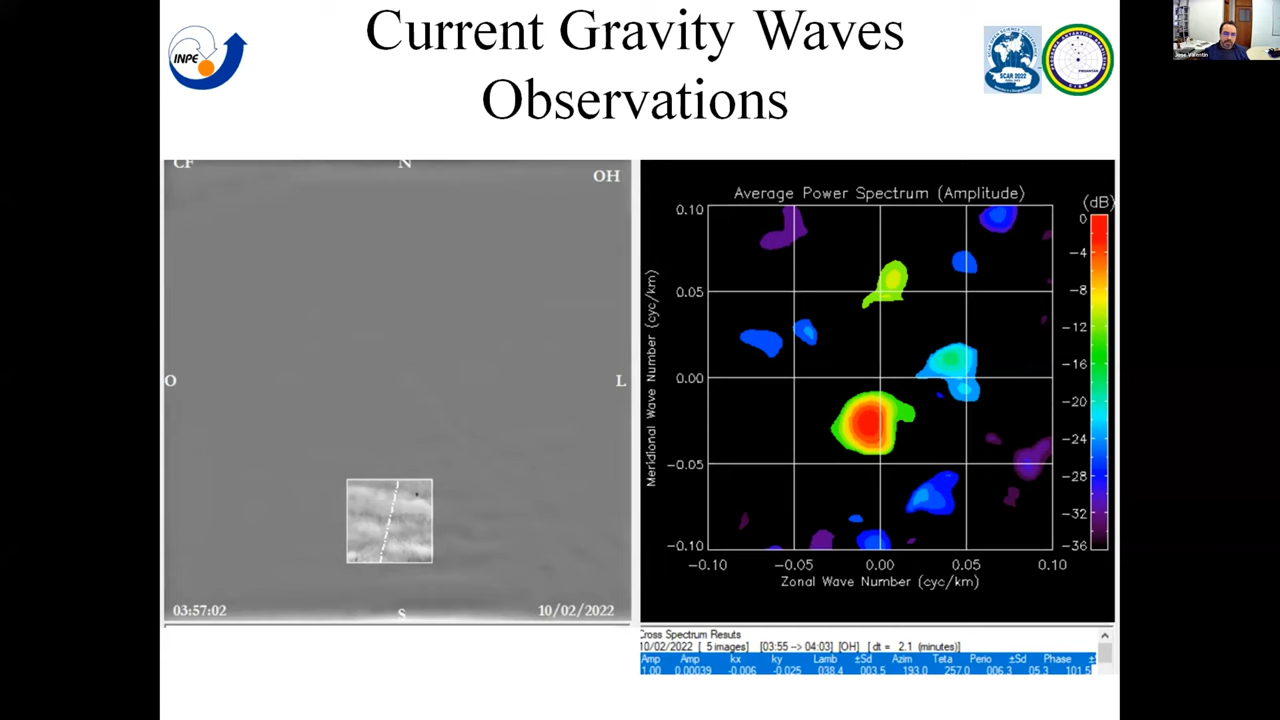 Current Gravity Waves
Observations
INPE
SCAR 2022
Jose Valentin
CF
N
OH
O
L
03:57:02
S
10/02/2022
Average Power Spectrum (Amplitude)
(dB)
0
-4
-8
-12
-16
-20
-24
-28
-32
-36
0.10
0.05
0.00
-0.05
-0.10
Meridional Wave Number (cyc/km)
-0.10 -0.05 0.00 0.05 0.10
Zonal Wave Number (cyc/km)
Cross Spectrum Results
10/02/2022 [ 5 images] [03:55 -> 04:03] [OH] [ dt = 2.1 (minutes)]
Amp Amp kx ky Lamb ±Sd Azim Teta Perio ±Sd Phase
1.00 0.00039 -0.006 -0.025 038.4 003.5 193.0 257.0 006.3 05.3 101.5